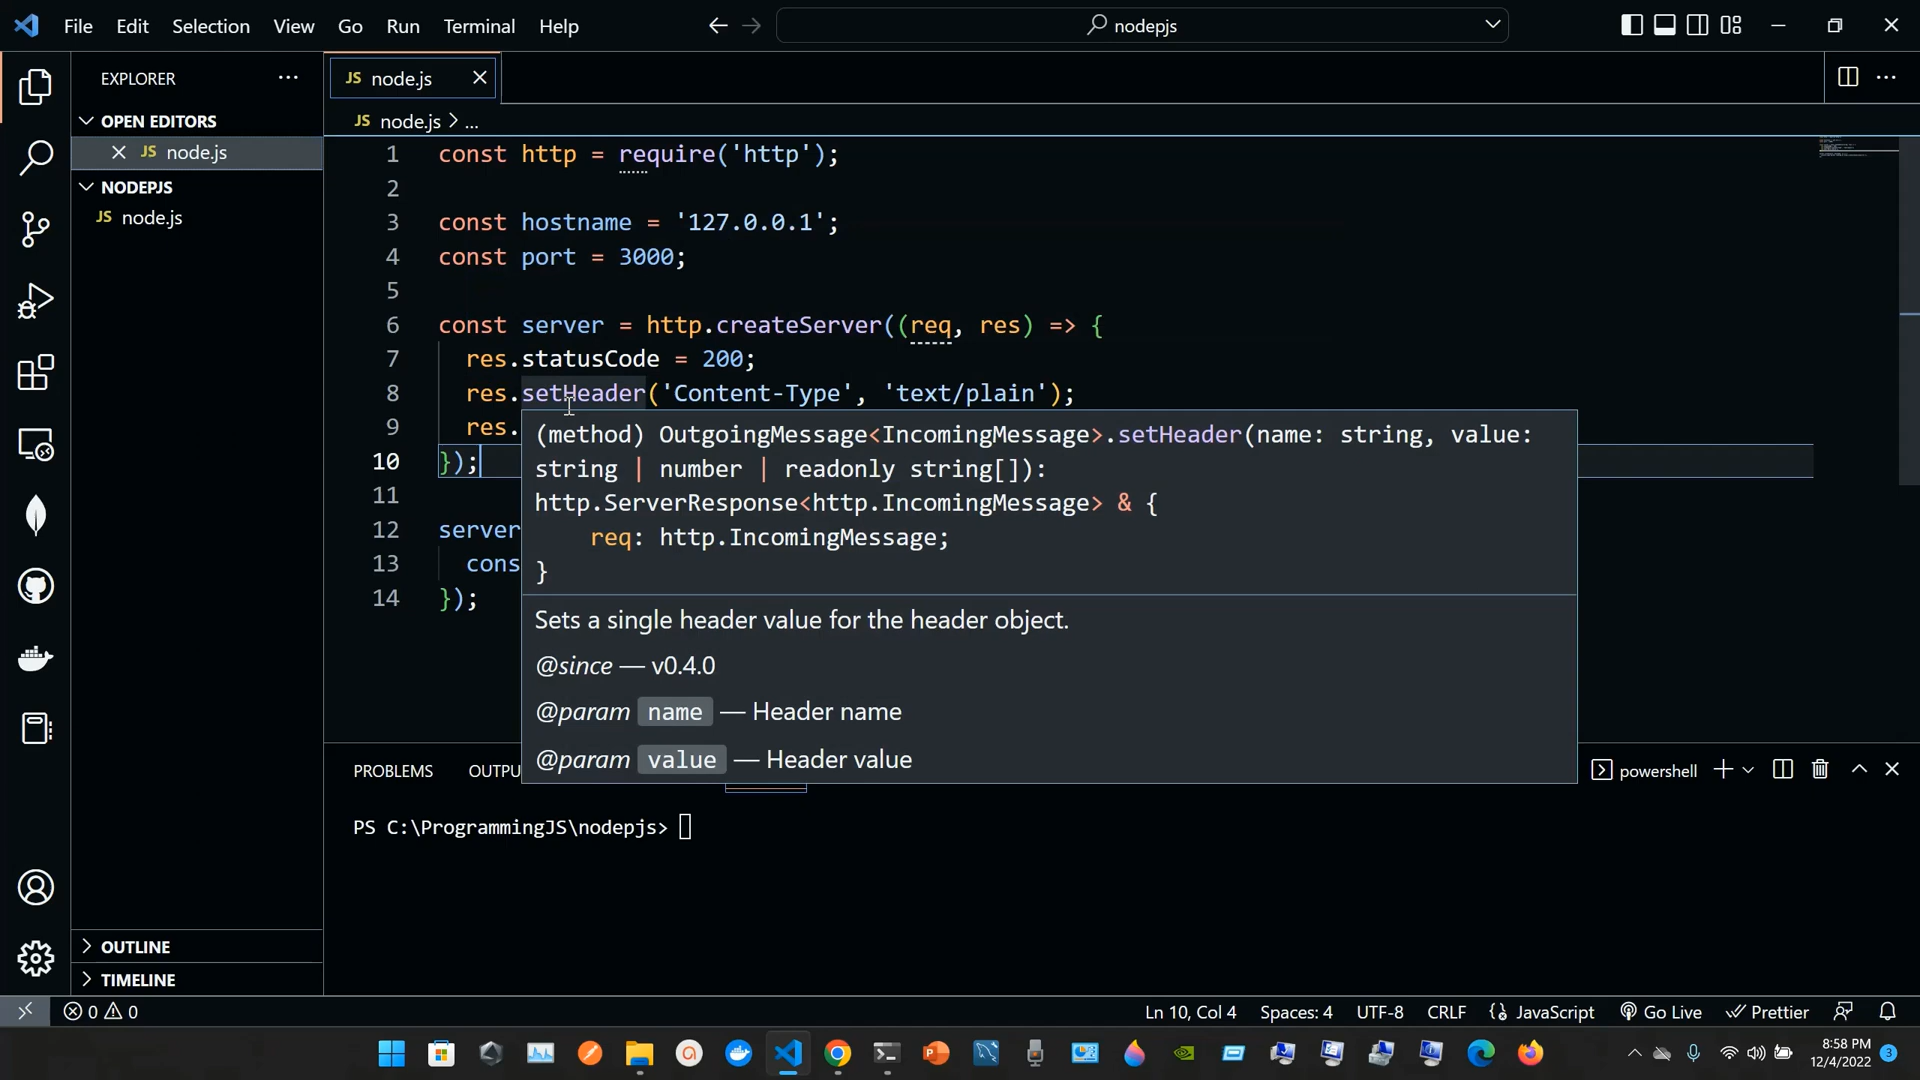 File Edit Selection View Go Run Terminal Help
nodepjs
EXPLORER
JS node.js
OPEN EDITORS
JS node.js
NODEPJS
JS node.js
JS node.js > ...
1 const http = require('http');
2
3 const hostname = '127.0.0.1';
4 const port = 3000;
5
6 const server = http.createServer((req, res) => {
7 res.statusCode = 200;
8 res.setHeader('Content-Type', 'text/plain');
9 res.
10 });
11
12 server
13 cons
14 });
(method) OutgoingMessage<IncomingMessage>.setHeader(name: string, value:
string | number | readonly string[]):
http.ServerResponse<http.IncomingMessage> & {
req: http.IncomingMessage;
}
Sets a single header value for the header object.
@since — v0.4.0
@param name — Header name
@param value — Header value
PROBLEMS OUTPU
powershell
PS C:\ProgrammingJS\nodepjs>
OUTLINE
TIMELINE
0 0
Ln 10, Col 4 Spaces: 4 UTF-8 CRLF JavaScript Go Live Prettier
8:58 PM
12/4/2022
3